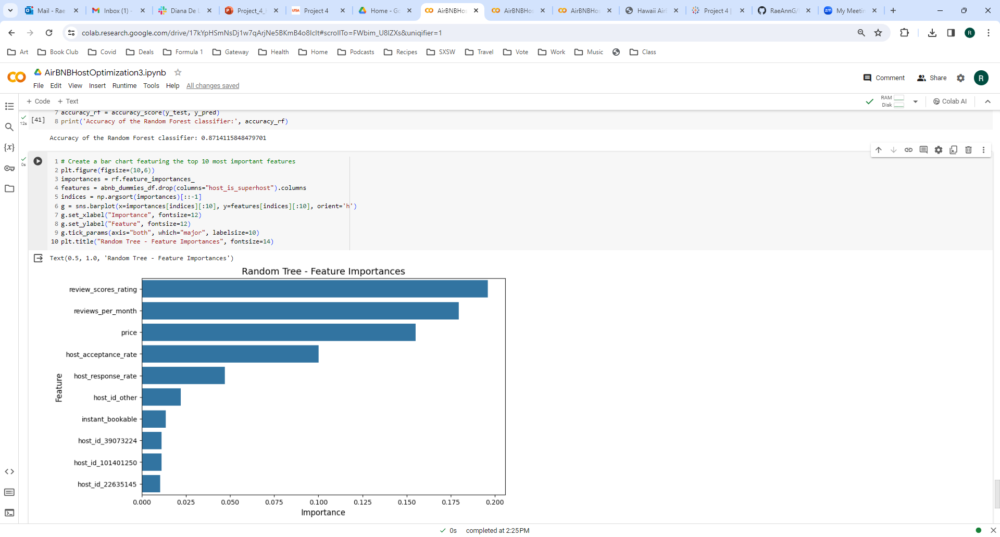 Mail - Rae
Inbox (1) -
Diana De L
Project_4_
UTSA Project 4
Home - Go
AirBNBHos
AirBNBHos
AirBNBHos
Hawaii AirB
Project 4 |
RaeAnnG/
zm My Meetin
colab.research.google.com/drive/17kYpHSmNsDj1w7qArjNe5BKmB4o8IcIt#scrollTo=FWbim_U8IZXs&uniqifier=1
R
Art Book Club Covid Deals Formula 1 Gateway Health Home Podcasts Recipes SXSW Travel Vote Work Music Class
AirBNBHostOptimization3.ipynb
File Edit View Insert Runtime Tools Help All changes saved
Comment Share R
+ Code + Text
RAM
Disk
Colab AI
7 accuracy_rf = accuracy_score(y_test, y_pred)
12s [41] 8 print('Accuracy of the Random Forest classifier:', accuracy_rf)
Accuracy of the Random Forest classifier: 0.8714115848479701
{x}
0s
1 # Create a bar chart featuring the top 10 most important features
2 plt.figure(figsize=(10,6))
3 importances = rf.feature_importances_
4 features = abnb_dummies_df.drop(columns="host_is_superhost").columns
5 indices = np.argsort(importances)[::-1]
6 g = sns.barplot(x=importances[indices][:10], y=features[indices][:10], orient='h')
7 g.set_xlabel("Importance", fontsize=12)
8 g.set_ylabel("Feature", fontsize=12)
9 g.tick_params(axis="both", which="major", labelsize=10)
10 plt.title("Random Tree - Feature Importances", fontsize=14)
Text(0.5, 1.0, 'Random Tree - Feature Importances')
Random Tree - Feature Importances
review_scores_rating
reviews_per_month
price
host_acceptance_rate
host_response_rate
host_id_other
instant_bookable
host_id_39073224
host_id_101401250
host_id_22635145
Feature
0.000 0.025 0.050 0.075 0.100 0.125 0.150 0.175 0.200
Importance
0s completed at 2:25 PM